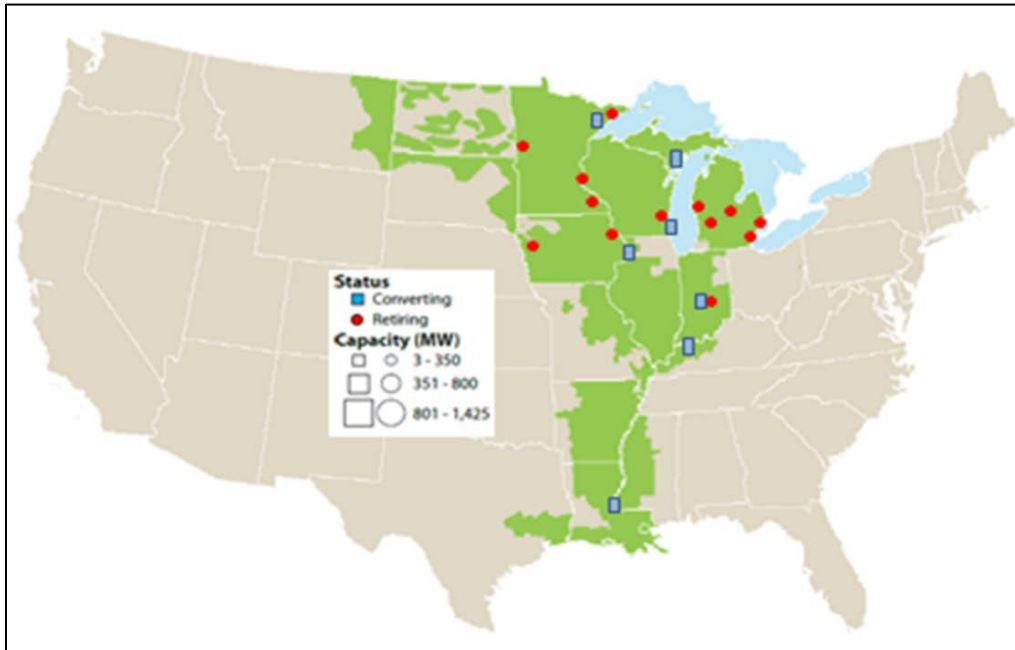 Status
Converting
Retiring
Capacity (MW)
3 - 350
351 - 800
801 - 1,425